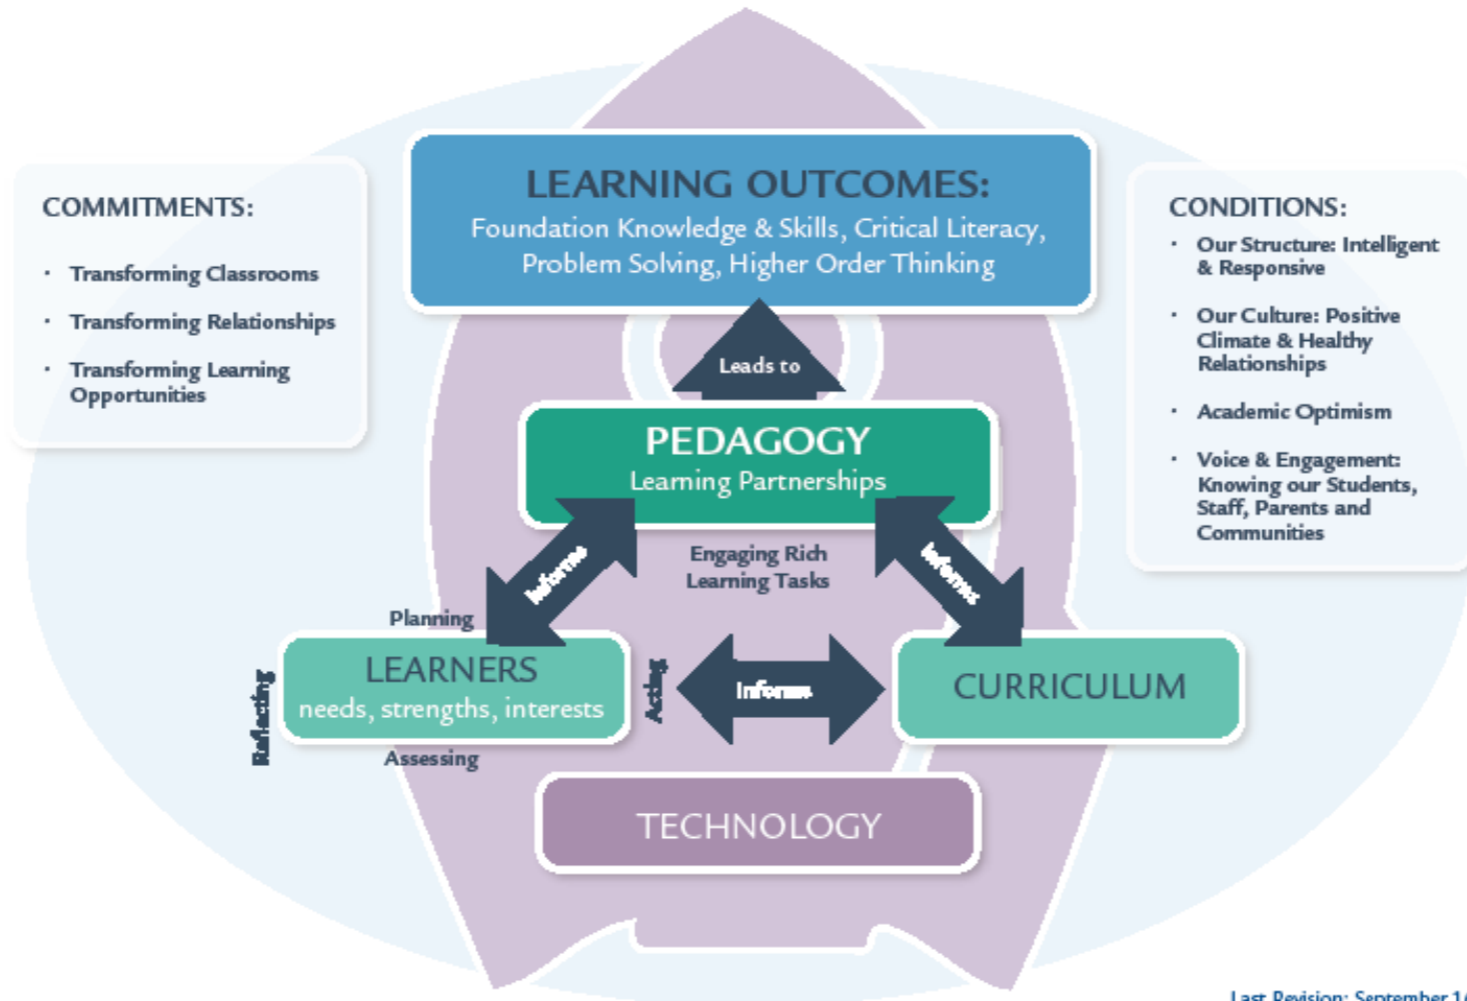 LEARNING OUTCOMES:
Foundation Knowledge & Skills, Critical Literacy,
Problem Solving, Higher Order Thinking
COMMITMENTS:
· Transforming Classrooms
· Transforming Relationships
· Transforming Learning
Opportunities
CONDITIONS:
· Our Structure: Intelligent
& Responsive
· Our Culture: Positive
Climate & Healthy
Relationships
· Academic Optimism
· Voice & Engagement:
Knowing our Students,
Staff, Parents and
Communities
Leads to
PEDAGOGY
Learning Partnerships
Informs
Engaging Rich
Learning Tasks
Informs
Planning
Reflecting
LEARNERS
needs, strengths, interests
Acting
Assessing
Informs
CURRICULUM
TECHNOLOGY
Last Revision: September